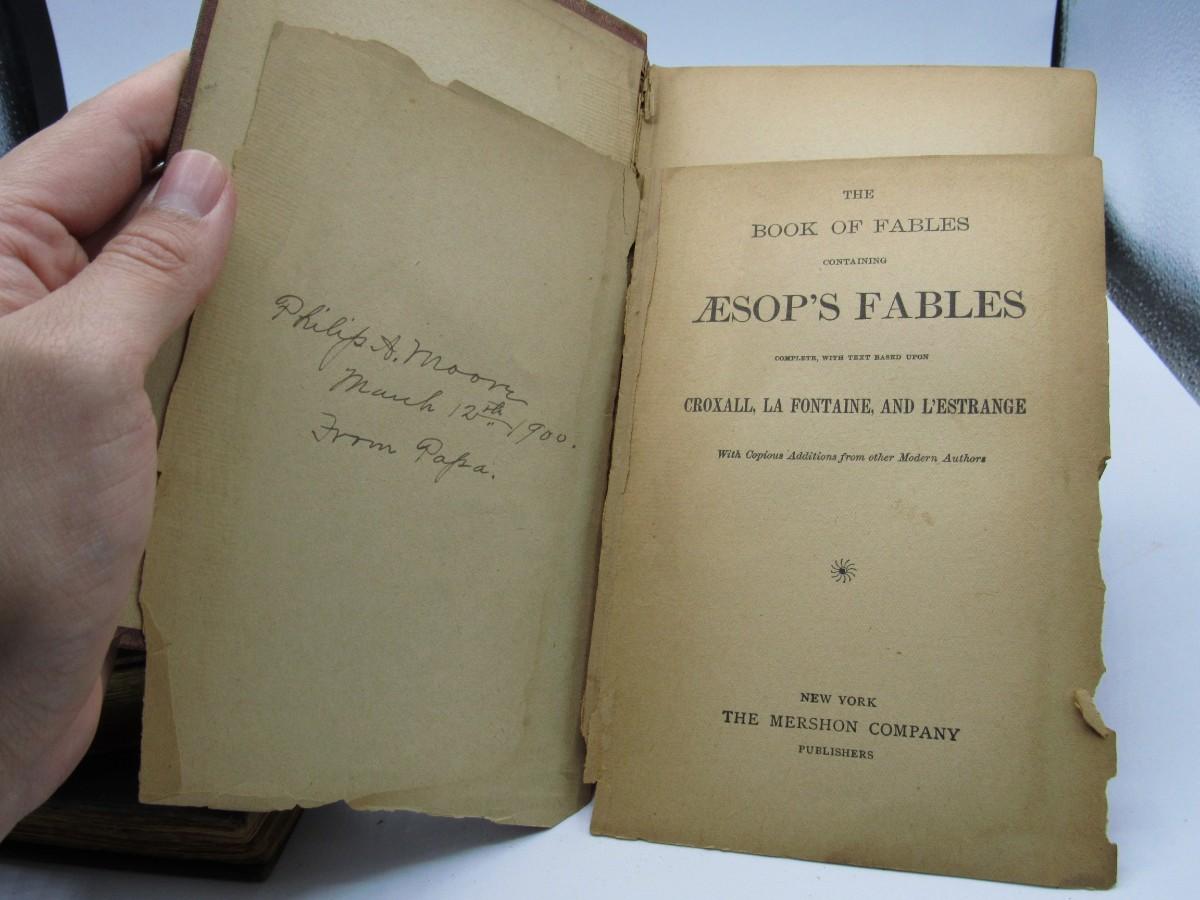 Philip A. Moore
March 12th 1900.
From Papa.
THE
BOOK OF FABLES
CONTAINING
ÆSOP'S FABLES
COMPLETE, WITH TEXT BASED UPON
CROXALL, LA FONTAINE, AND L'ESTRANGE
With Copious Additions from other Modern Authors
NEW YORK
THE MERSHON COMPANY
PUBLISHERS